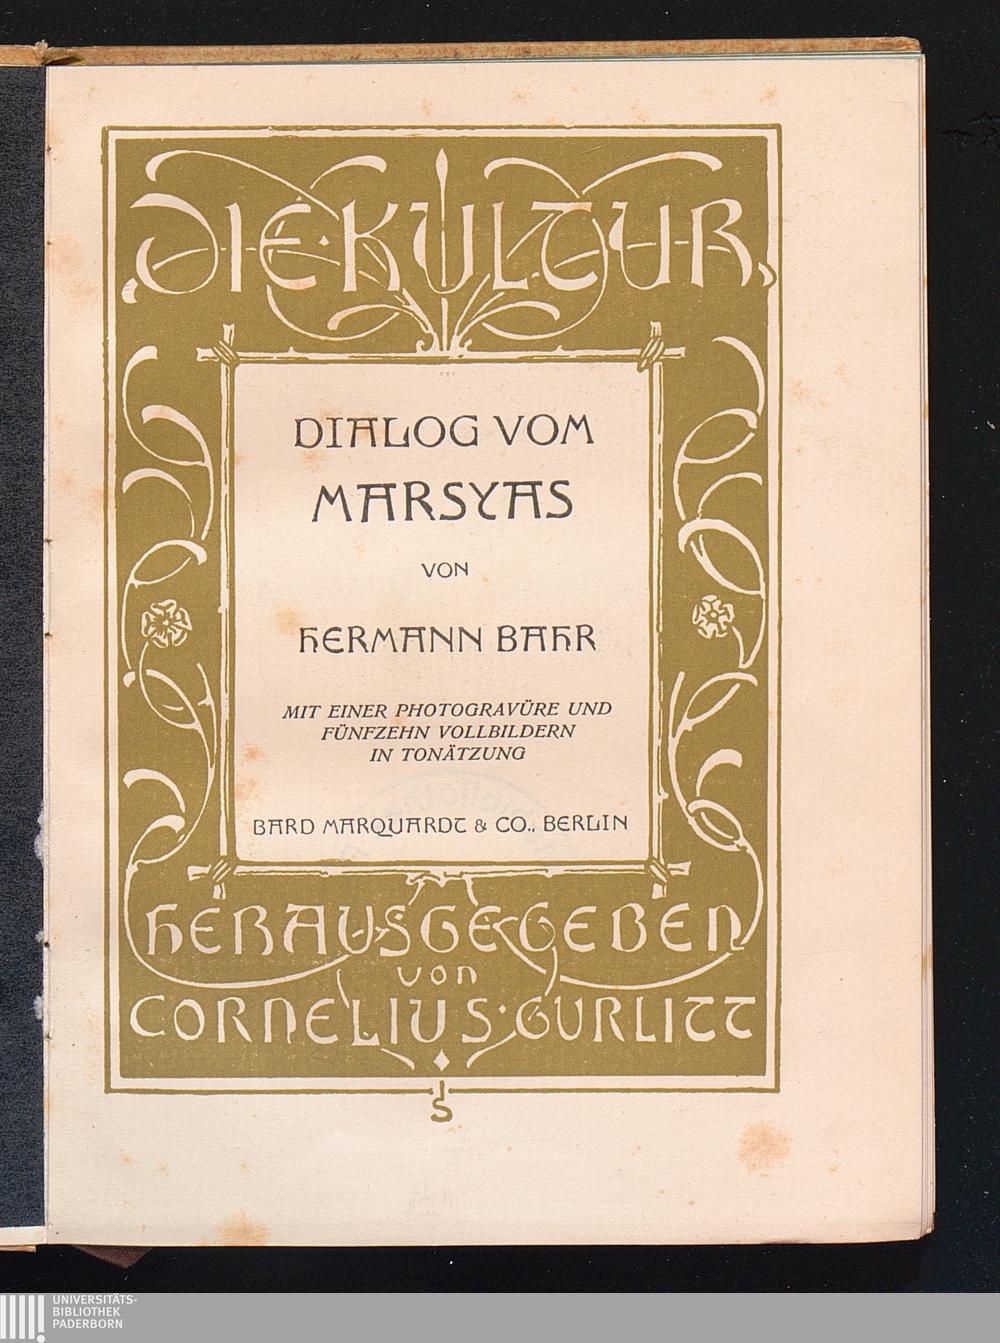 DIE·KULTUR
DIALOG VOM
MARSYAS
VON
HERMANN BAHR
MIT EINER PHOTOGRAVÜRE UND
FÜNFZEHN VOLLBILDERN
IN TONÄTZUNG
BARD MARQUARDT & CO., BERLIN
HERAUSGEGEBEN
VON
CORNELIUS·GURLITT
S
UNIVERSITÄTS-
BIBLIOTHEK
PADERBORN